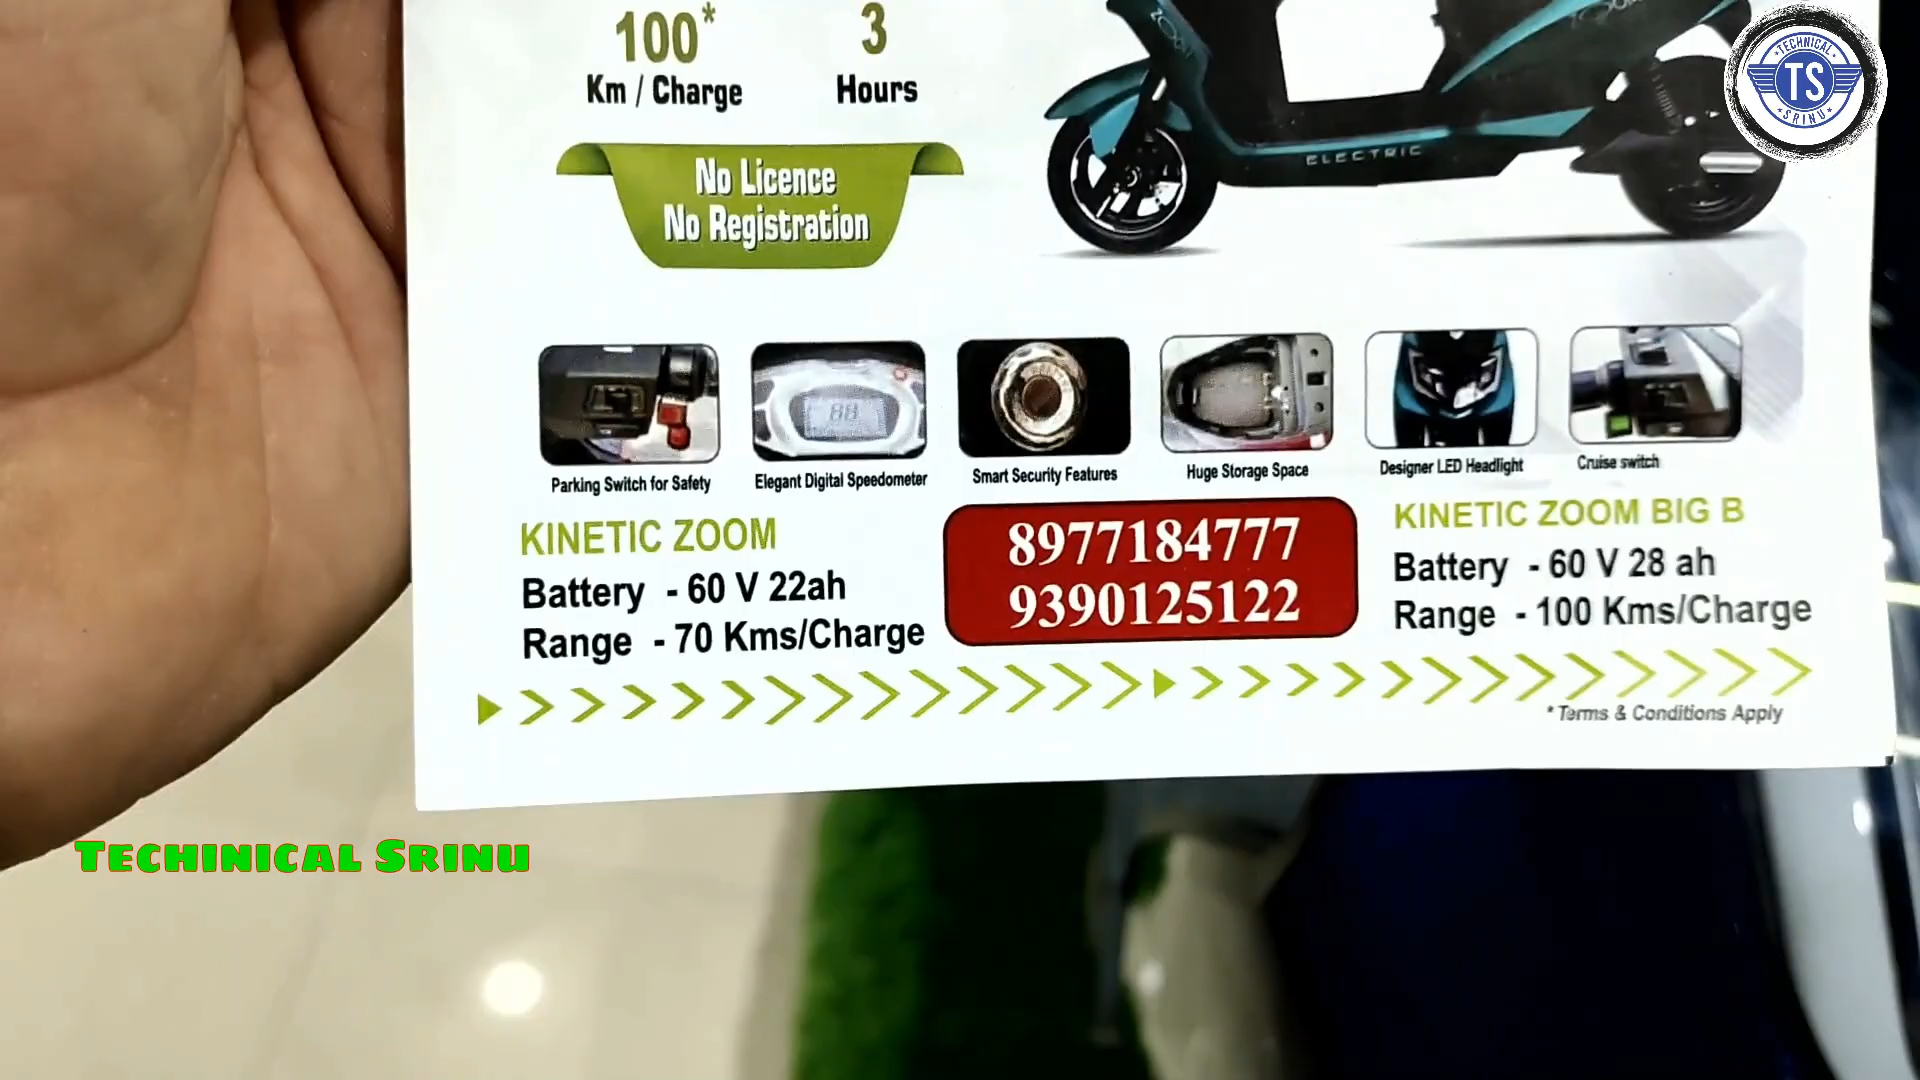 100*
Km / Charge
3
Hours
No Licence
No Registration
ZOOM
ELECTRIC
TECHNICAL
TS
SRINU
Parking Switch for Safety
Elegant Digital Speedometer
88
Smart Security Features
Huge Storage Space
Designer LED Headlight
Cruise switch
KINETIC ZOOM
Battery - 60 V 22ah
Range - 70 Kms/Charge
8977184777
9390125122
KINETIC ZOOM BIG B
Battery - 60 V 28 ah
Range - 100 Kms/Charge
* Terms & Conditions Apply
TECHINICAL SRINU